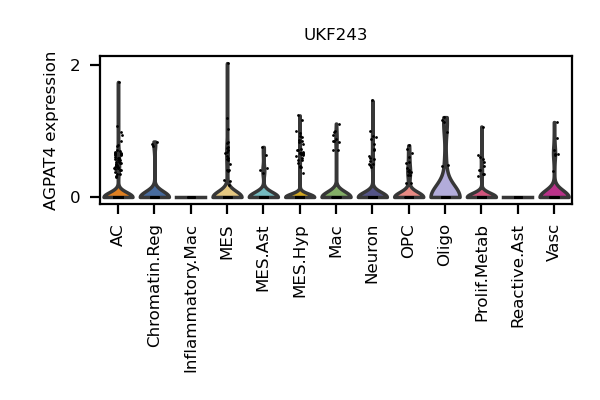 UKF243
AGPAT4 expression
2
0
AC
Chromatin.Reg
Inflammatory.Mac
MES
MES.Ast
MES.Hyp
Mac
Neuron
OPC
Oligo
Prolif.Metab
Reactive.Ast
Vasc